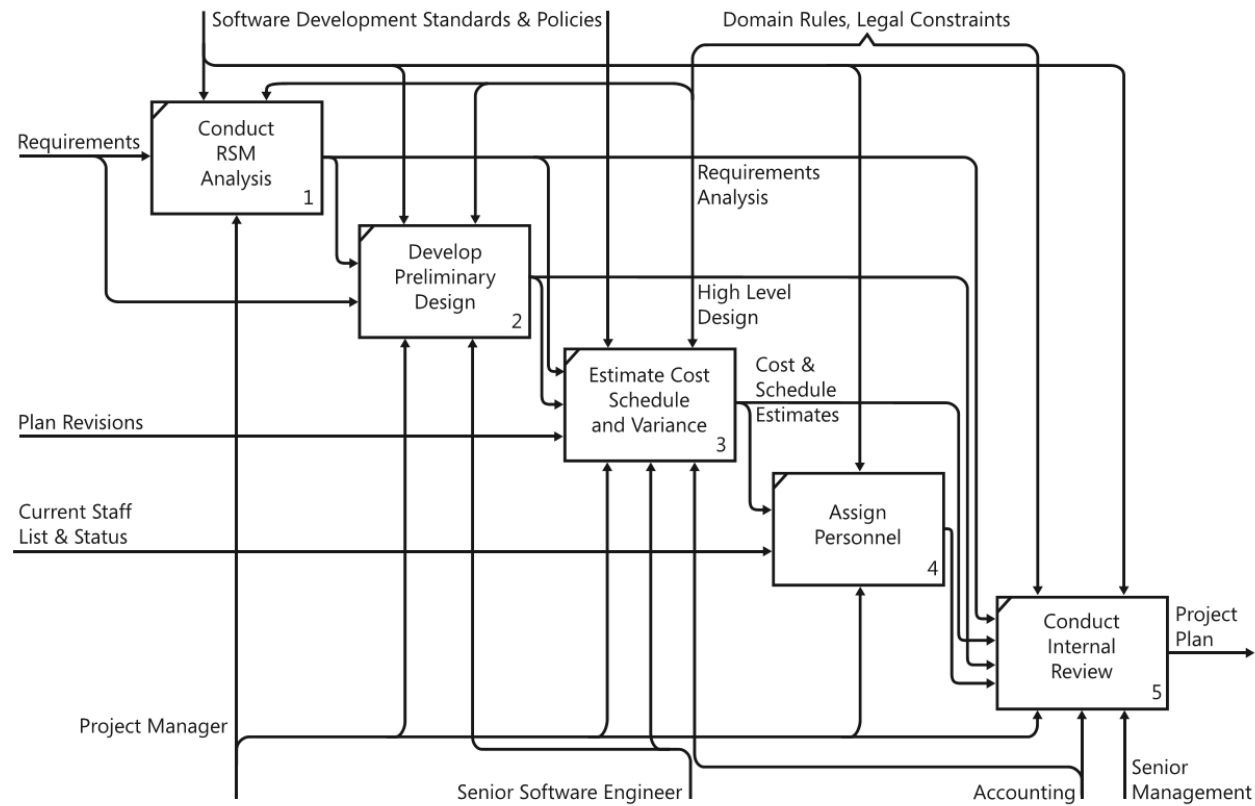 Software Development Standards & Policies
Domain Rules, Legal Constraints
Requirements
Conduct
RSM
Analysis
1
Requirements
Analysis
Develop
Preliminary
Design
2
High Level
Design
Plan Revisions
Estimate Cost
Schedule
and Variance
3
Cost &
Schedule
Estimates
Current Staff
List & Status
Assign
Personnel
4
Conduct
Internal
Review
5
Project
Plan
Project Manager
Senior Software Engineer
Accounting
Senior
Management